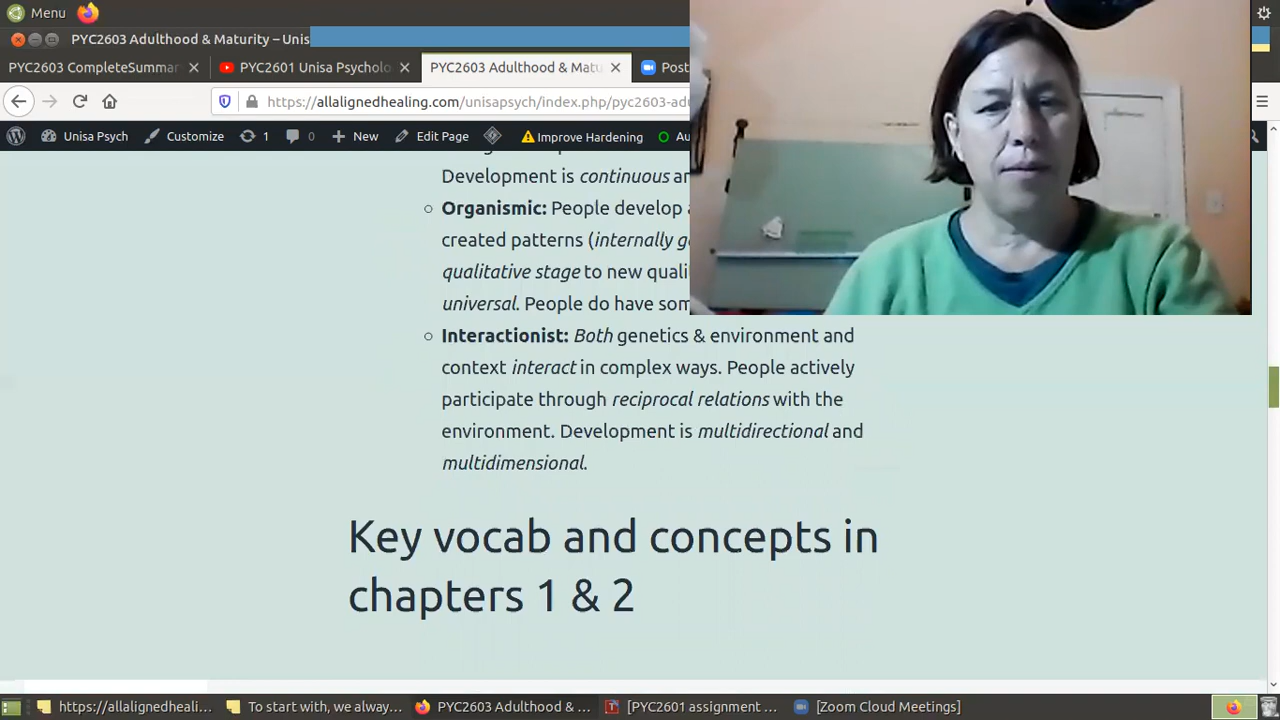 Menu
PYC2603 Adulthood & Maturity – Unis
PYC2603 CompleteSummar
PYC2601 Unisa Psycholo
PYC2603 Adulthood & Matu
Post
https://allalignedhealing.com/unisapsych/index.php/pyc2603-adu
Unisa Psych
Customize
1
0
New
Edit Page
Improve Hardening
Au
Development is continuous an
Organismic: People develop a
created patterns (internally g
qualitative stage to new quali
universal. People do have som
Interactionist: Both genetics & environment and
context interact in complex ways. People actively
participate through reciprocal relations with the
environment. Development is multidirectional and
multidimensional.
Key vocab and concepts in
chapters 1 & 2
https://allalignedheali...
To start with, we alway...
PYC2603 Adulthood & ...
[PYC2601 assignment ...
[Zoom Cloud Meetings]